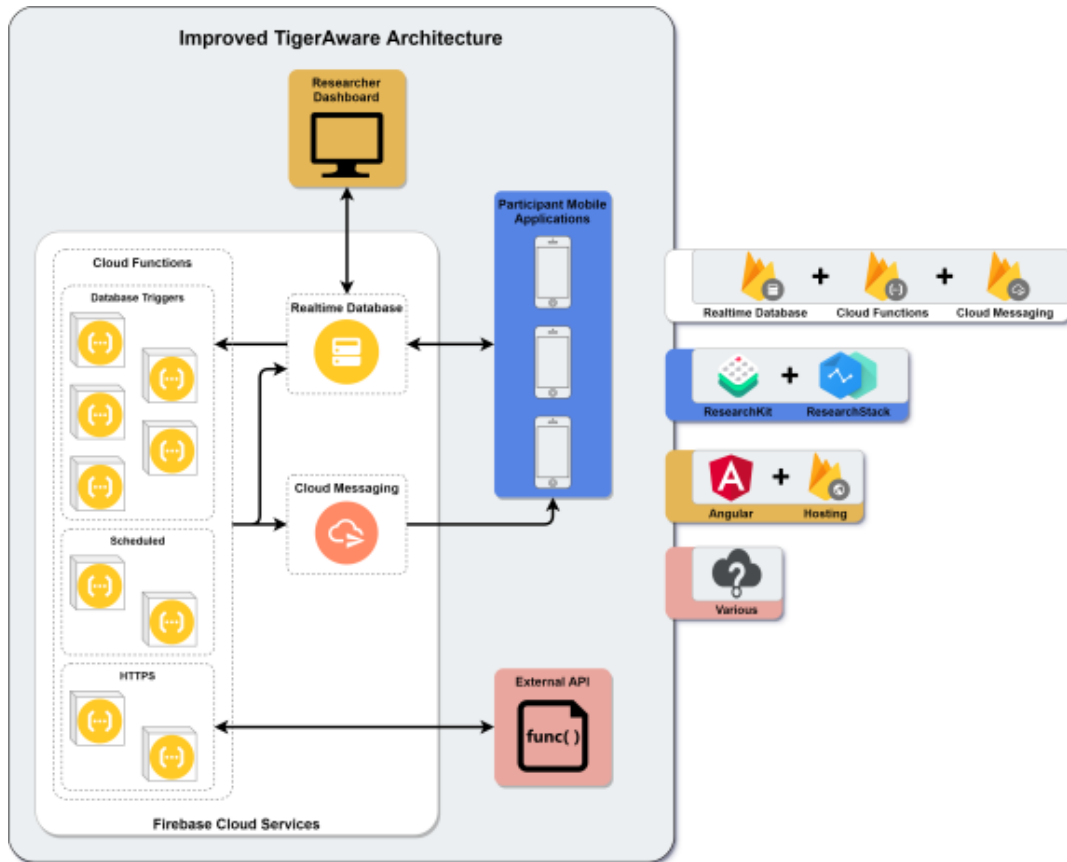 Improved TigerAware Architecture
Researcher
Dashboard
Participant Mobile
Applications
Cloud Functions
Database Triggers
Realtime Database
Cloud Messaging
Scheduled
HTTPS
External API
func( )
Firebase Cloud Services
Realtime Database
+
Cloud Functions
+
Cloud Messaging
ResearchKit
+
ResearchStack
Angular
+
Hosting
?
Various